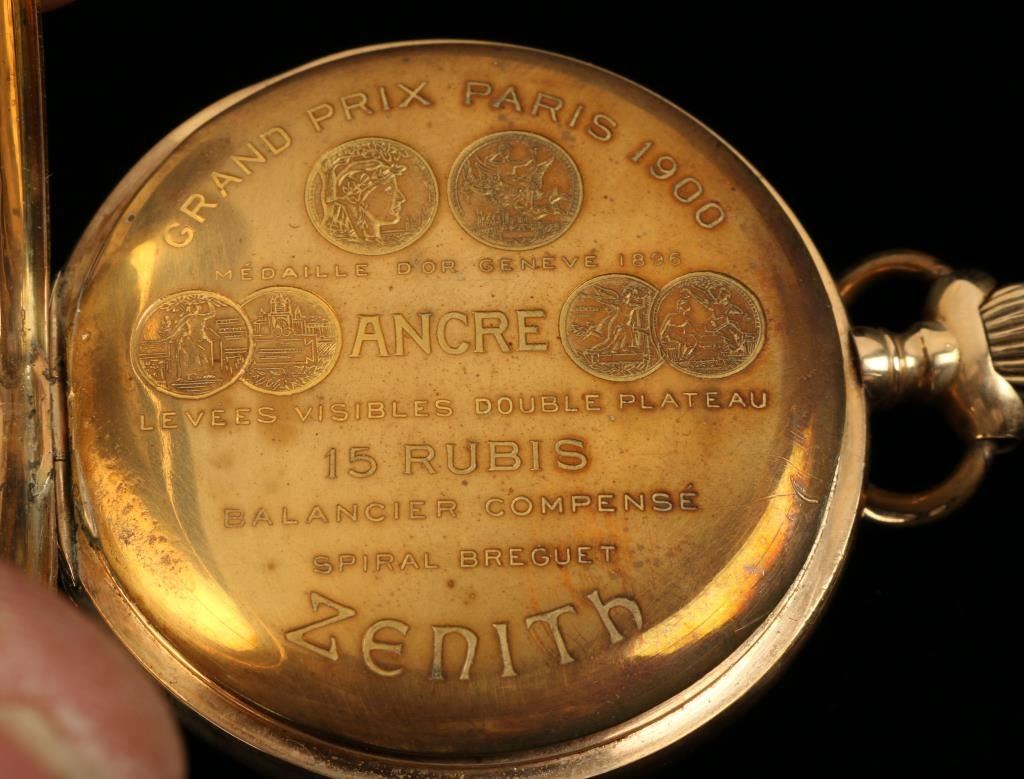 GRAND PRIX PARIS 1900
MÉDAILLE D'OR GENÈVE 1896
ANCRE
LEVEES VISIBLES DOUBLE PLATEAU
15 RUBIS
BALANCIER COMPENSÉ
SPIRAL BREGUET
ZENITH